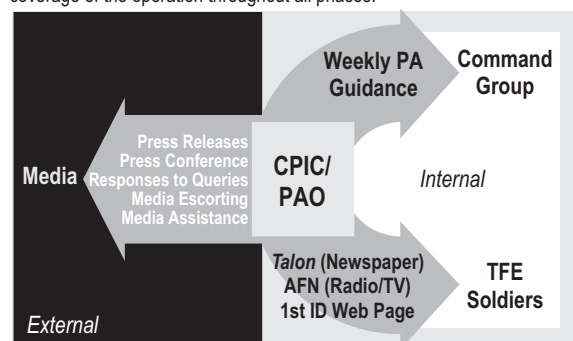 coverage of the operation throughout all phases.
Weekly PA
Guidance
Command
Group
Press Releases
Press Conference
Responses to Queries
Media Escorting
Media Assistance
Media
CPIC/
PAO
Internal
Talon (Newspaper)
AFN (Radio/TV)
1st ID Web Page
TFE
Soldiers
External